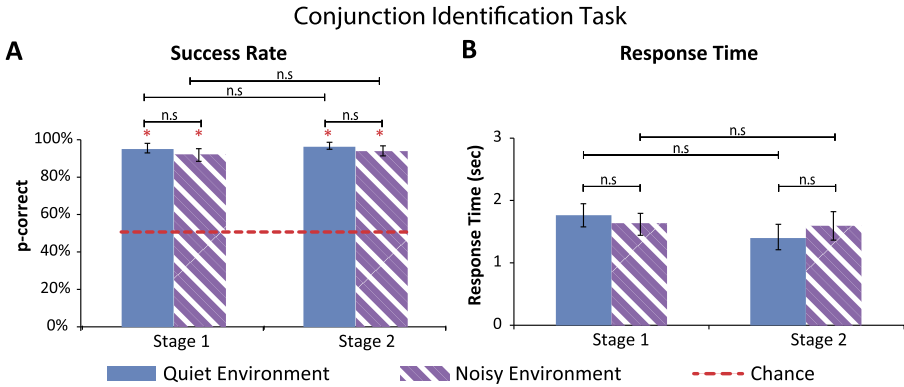 Conjunction Identification Task
A
Success Rate
B
Response Time
n.s
n.s
n.s
n.s
* * * *
100%
80%
60%
40%
20%
0%
p-correct
Stage 1
Stage 2
n.s
n.s
n.s
n.s
3
2
1
0
Response Time (sec)
Stage 1
Stage 2
Quiet Environment
Noisy Environment
Chance